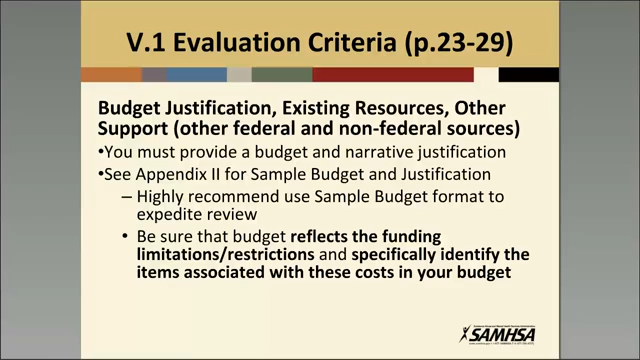 V.1 Evaluation Criteria (p.23-29)
Budget Justification, Existing Resources, Other
Support (other federal and non-federal sources)
•You must provide a budget and narrative justification
•See Appendix II for Sample Budget and Justification
– Highly recommend use Sample Budget format to
expedite review
• Be sure that budget reflects the funding
limitations/restrictions and specifically identify the
items associated with these costs in your budget
SAMHSA